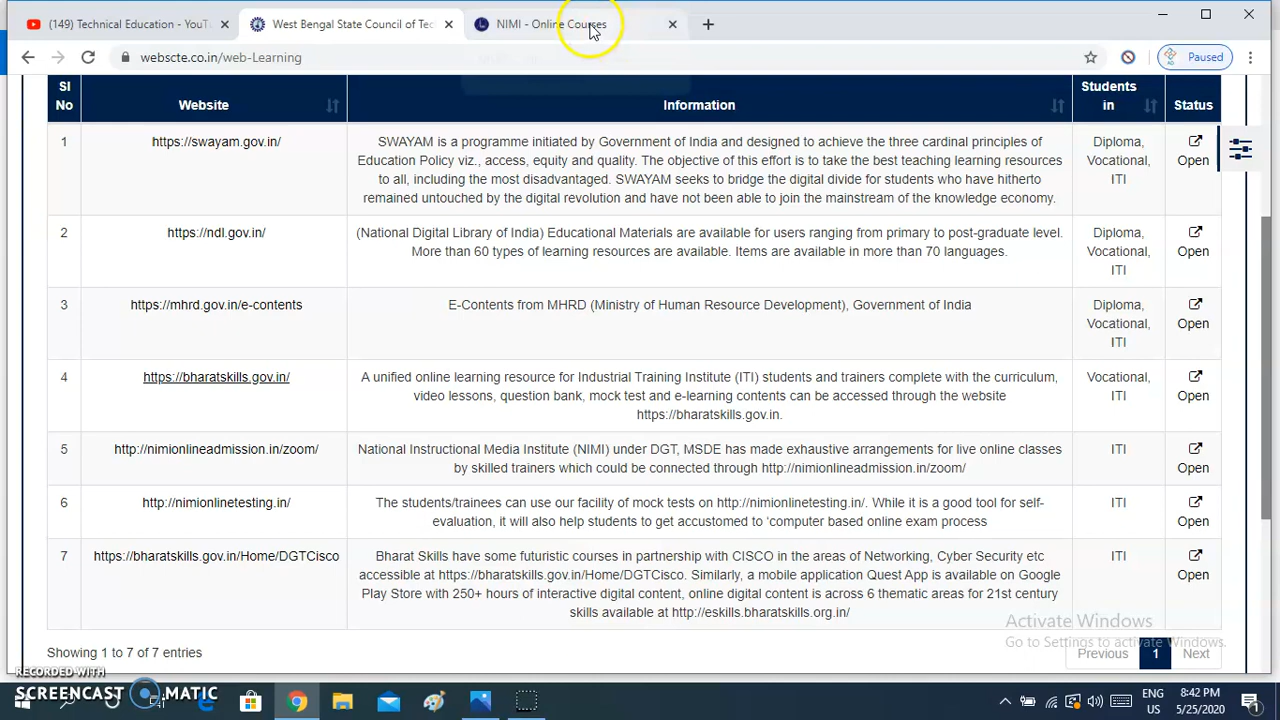 (149) Technical Education - YouT
West Bengal State Council of Tec
NIMI - Online Courses
webscte.co.in/web-Learning
Paused
Sl No
Website
Information
Students in
Status
1
https://swayam.gov.in/
SWAYAM is a programme initiated by Government of India and designed to achieve the three cardinal principles of
Education Policy viz., access, equity and quality. The objective of this effort is to take the best teaching learning resources
to all, including the most disadvantaged. SWAYAM seeks to bridge the digital divide for students who have hitherto
remained untouched by the digital revolution and have not been able to join the mainstream of the knowledge economy.
Diploma,
Vocational,
ITI
Open
2
https://ndl.gov.in/
(National Digital Library of India) Educational Materials are available for users ranging from primary to post-graduate level.
More than 60 types of learning resources are available. Items are available in more than 70 languages.
Diploma,
Vocational,
ITI
Open
3
https://mhrd.gov.in/e-contents
E-Contents from MHRD (Ministry of Human Resource Development), Government of India
Diploma,
Vocational,
ITI
Open
4
https://bharatskills.gov.in/
A unified online learning resource for Industrial Training Institute (ITI) students and trainers complete with the curriculum,
video lessons, question bank, mock test and e-learning contents can be accessed through the website
https://bharatskills.gov.in.
Vocational,
ITI
Open
5
http://nimionlineadmission.in/zoom/
National Instructional Media Institute (NIMI) under DGT, MSDE has made exhaustive arrangements for live online classes
by skilled trainers which could be connected through http://nimionlineadmission.in/zoom/
ITI
Open
6
http://nimionlinetesting.in/
The students/trainees can use our facility of mock tests on http://nimionlinetesting.in/. While it is a good tool for self-
evaluation, it will also help students to get accustomed to ‘computer based online exam process
ITI
Open
7
https://bharatskills.gov.in/Home/DGTCisco
Bharat Skills have some futuristic courses in partnership with CISCO in the areas of Networking, Cyber Security etc
accessible at https://bharatskills.gov.in/Home/DGTCisco. Similarly, a mobile application Quest App is available on Google
Play Store with 250+ hours of interactive digital content, online digital content is across 6 thematic areas for 21st century
skills available at http://eskills.bharatskills.org.in/
ITI
Open
Activate Windows
Go to Settings to activate Windows.
Showing 1 to 7 of 7 entries
Previous
1
Next
RECORDED WITH
SCREENCAST MATIC
ENG
IN
8:42 PM
5/25/2020
1